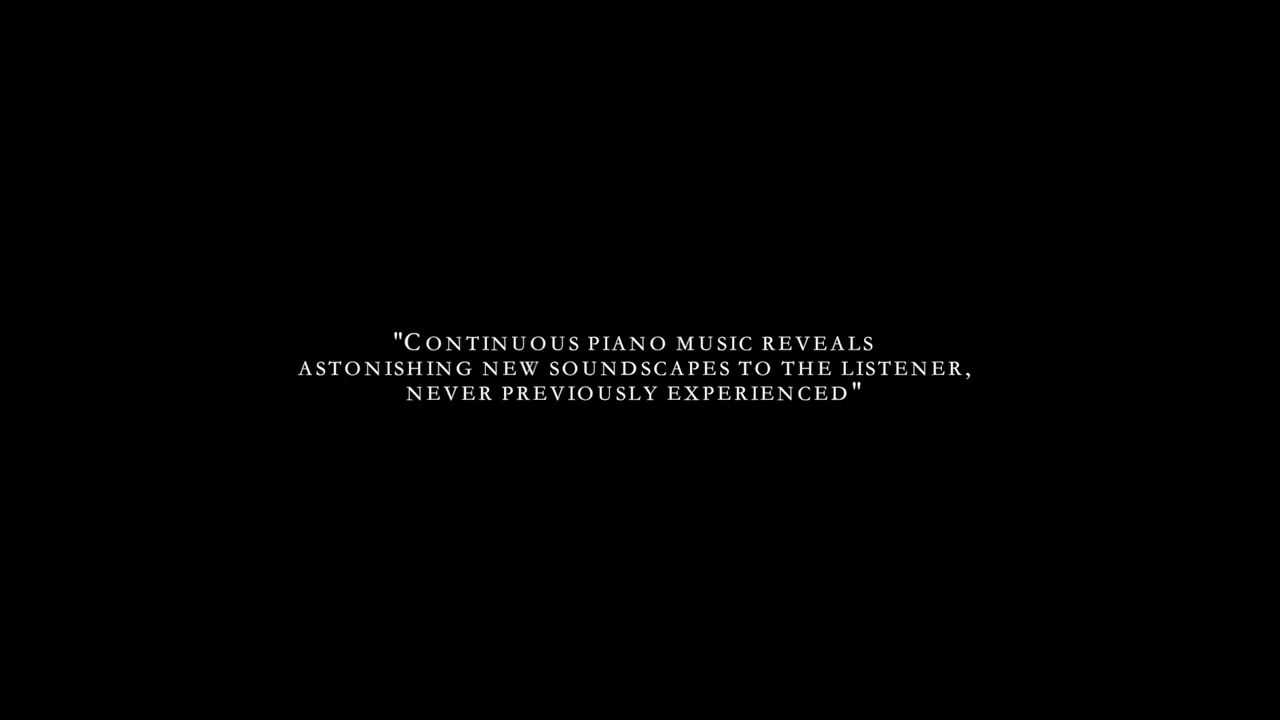 "Continuous piano music reveals
astonishing new soundscapes to the listener,
never previously experienced"